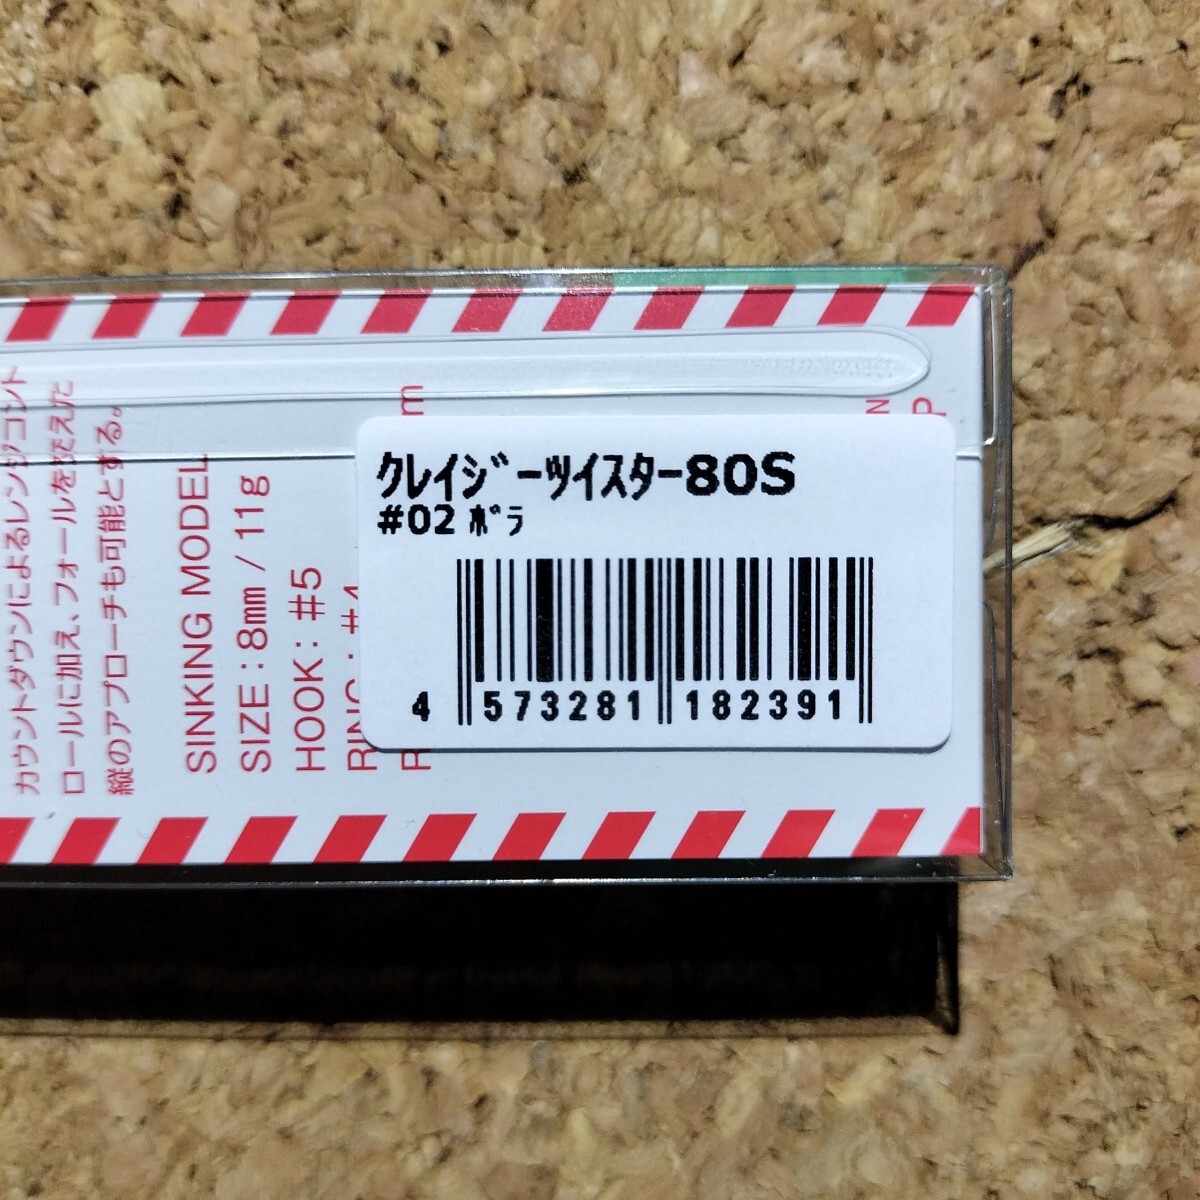 クレイジーツイスター80S
#02 ボラ
4 573281 182391
カウントダウンによるレンジコント
ロールに加え、フォールを交えた
縦のアプローチも可能とする。
SINKING MODEL
SIZE : 8mm / 11g
HOOK : #5
RING : #4